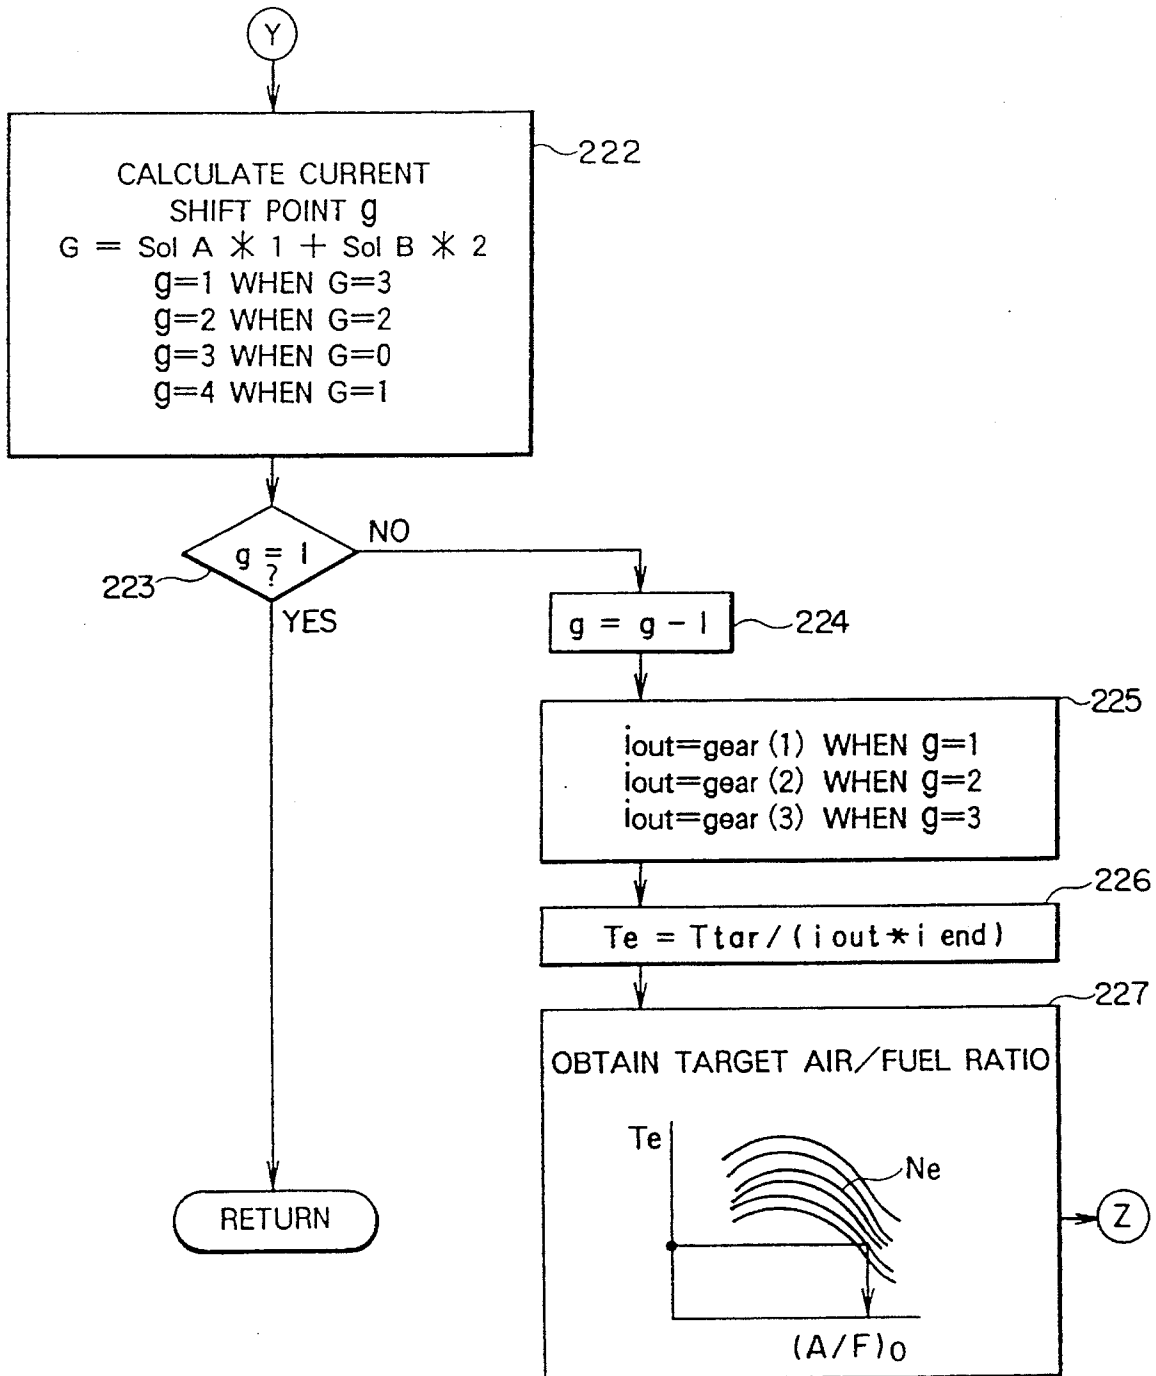 Y
222
CALCULATE CURRENT
SHIFT POINT g
G = Sol A * 1 + Sol B * 2
g=1 WHEN G=3
g=2 WHEN G=2
g=3 WHEN G=0
g=4 WHEN G=1
g = 1
?
NO
223
YES
g = g - 1
224
225
iout=gear (1) WHEN g=1
iout=gear (2) WHEN g=2
iout=gear (3) WHEN g=3
226
Te = Ttar / ( i out * i end )
227
OBTAIN TARGET AIR/FUEL RATIO
Te
Ne
RETURN
Z
(A/F)0